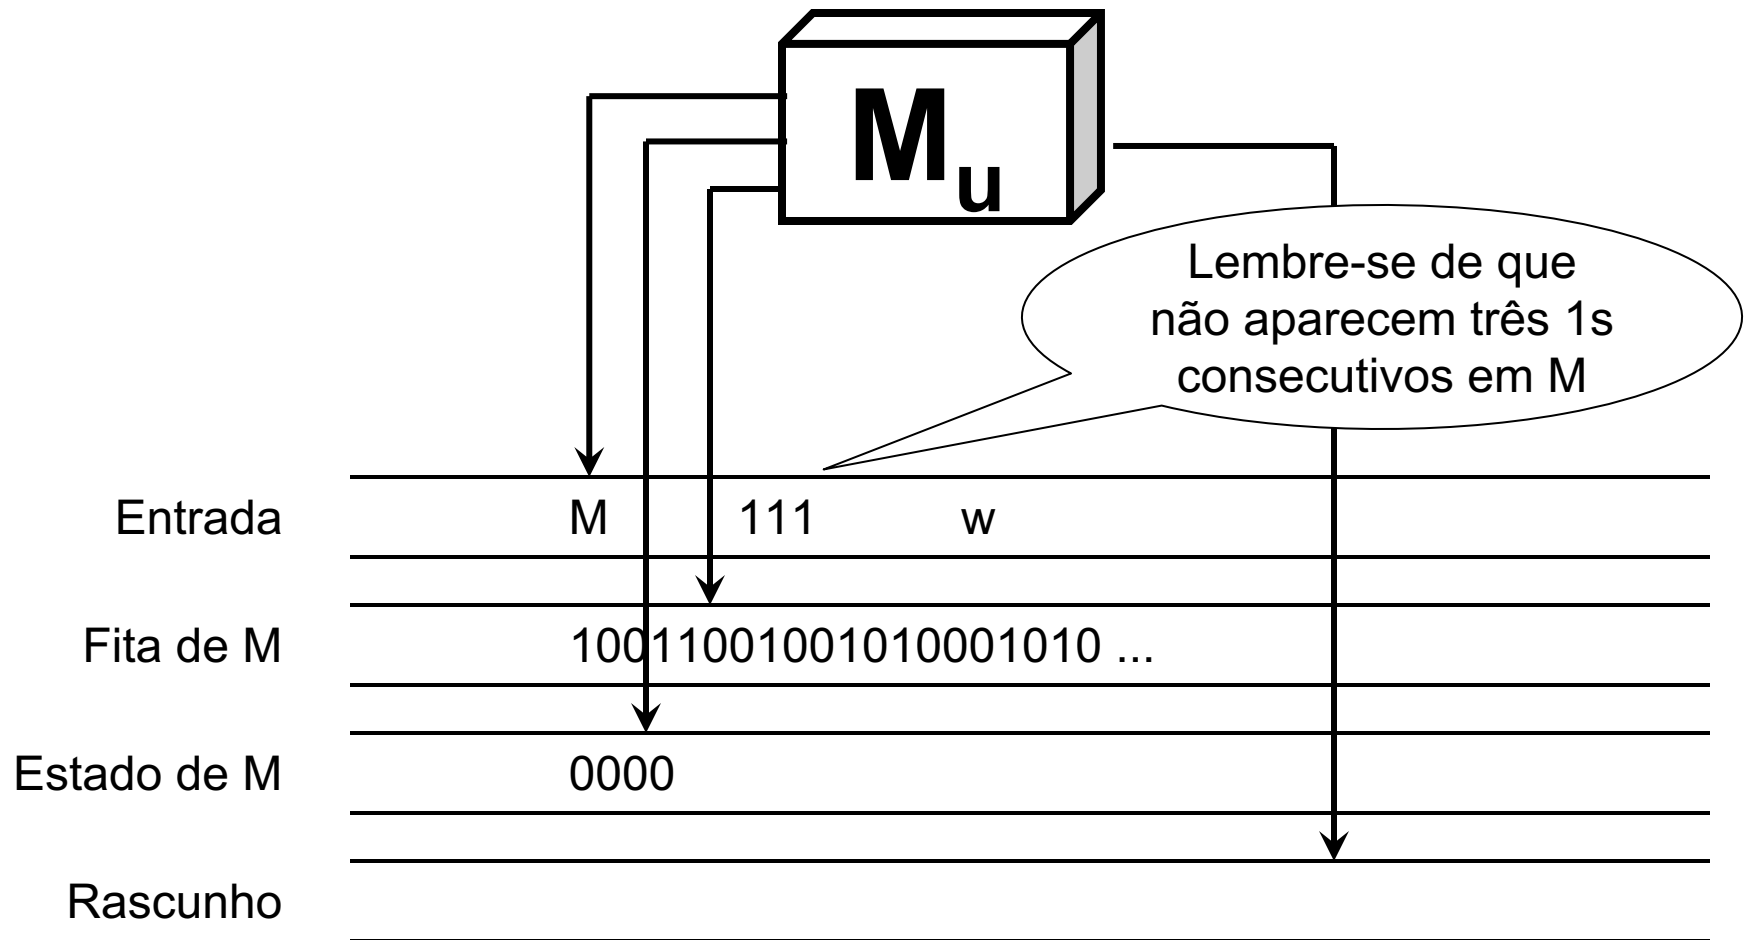 Mu
Lembre-se de que
não aparecem três 1s
consecutivos em M
Entrada M 111 w
Fita de M 10011001001010001010 ...
Estado de M 0000
Rascunho